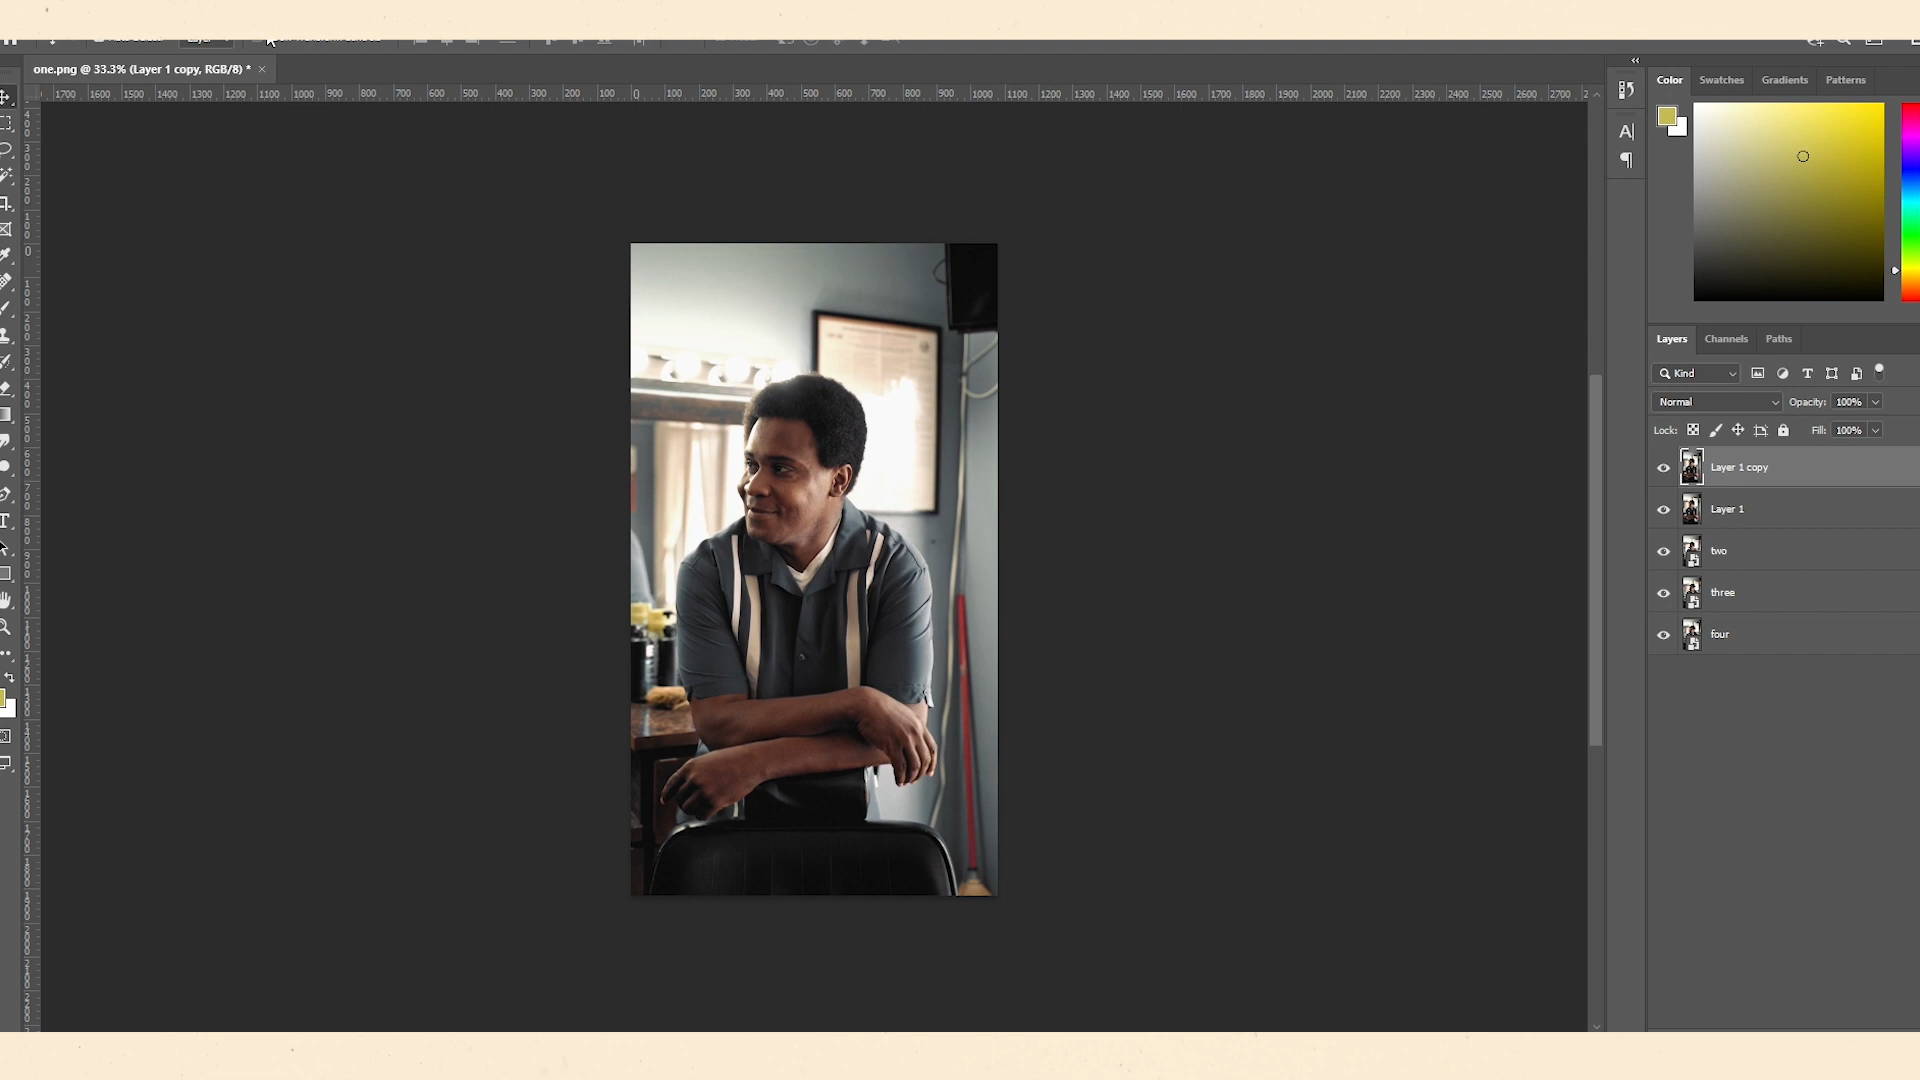 one.png @ 33.3% (Layer 1 copy, RGB/8) *
1700 1600 1500 1400 1300 1200 1100 1000 900 800 700 600 500 400 300 200 100 0 100 200 300 400 500 600 700 800 900 1000 1100 1200 1300 1400 1500 1600 1700 1800 1900 2000 2100 2200 2300 2400 2500 2600 2700
Color Swatches Gradients Patterns
Layers Channels Paths
Kind
Normal Opacity: 100%
Lock: Fill: 100%
Layer 1 copy
Layer 1
two
three
four